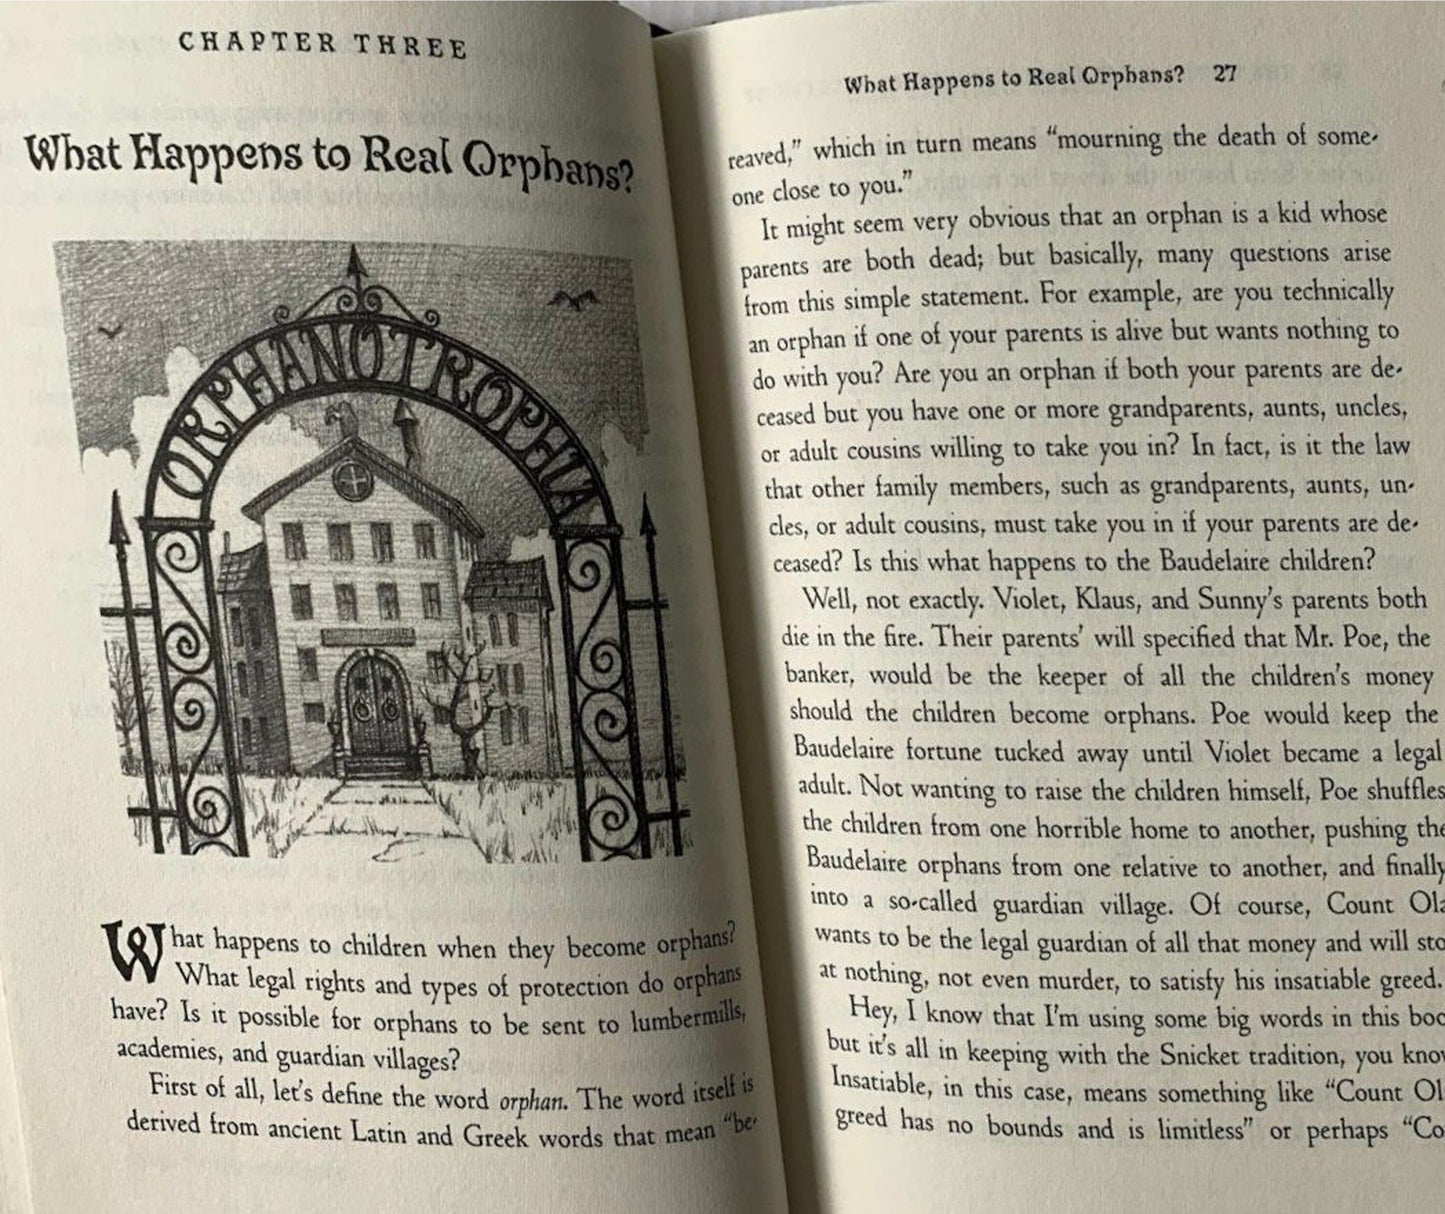 CHAPTER THREE
What Happens to Real Orphans?
ORPHANOTROPHIA
What happens to children when they become orphans?
What legal rights and types of protection do orphans
have? Is it possible for orphans to be sent to lumbermills,
academies, and guardian villages?
First of all, let's define the word orphan. The word itself is
derived from ancient Latin and Greek words that mean "be-
What Happens to Real Orphans? 27
reaved," which in turn means "mourning the death of some-
one close to you."
It might seem very obvious that an orphan is a kid whose
parents are both dead; but basically, many questions arise
from this simple statement. For example, are you technically
an orphan if one of your parents is alive but wants nothing to
do with you? Are you an orphan if both your parents are de-
ceased but you have one or more grandparents, aunts, uncles,
or adult cousins willing to take you in? In fact, is it the law
that other family members, such as grandparents, aunts, un-
cles, or adult cousins, must take you in if your parents are de-
ceased? Is this what happens to the Baudelaire children?
Well, not exactly. Violet, Klaus, and Sunny's parents both
die in the fire. Their parents' will specified that Mr. Poe, the
banker, would be the keeper of all the children's money
should the children become orphans. Poe would keep the
Baudelaire fortune tucked away until Violet became a legal
adult. Not wanting to raise the children himself, Poe shuffles
the children from one horrible home to another, pushing the
Baudelaire orphans from one relative to another, and finally
into a so-called guardian village. Of course, Count
wants to be the legal guardian of all that money and will
at nothing, not even murder, to satisfy his insatiable greed.
Hey, I know that I'm using some big words in this
but it's all in keeping with the Snicket tradition, you
Insatiable, in this case, means something like "Count
greed has no bounds and is limitless" or perhaps